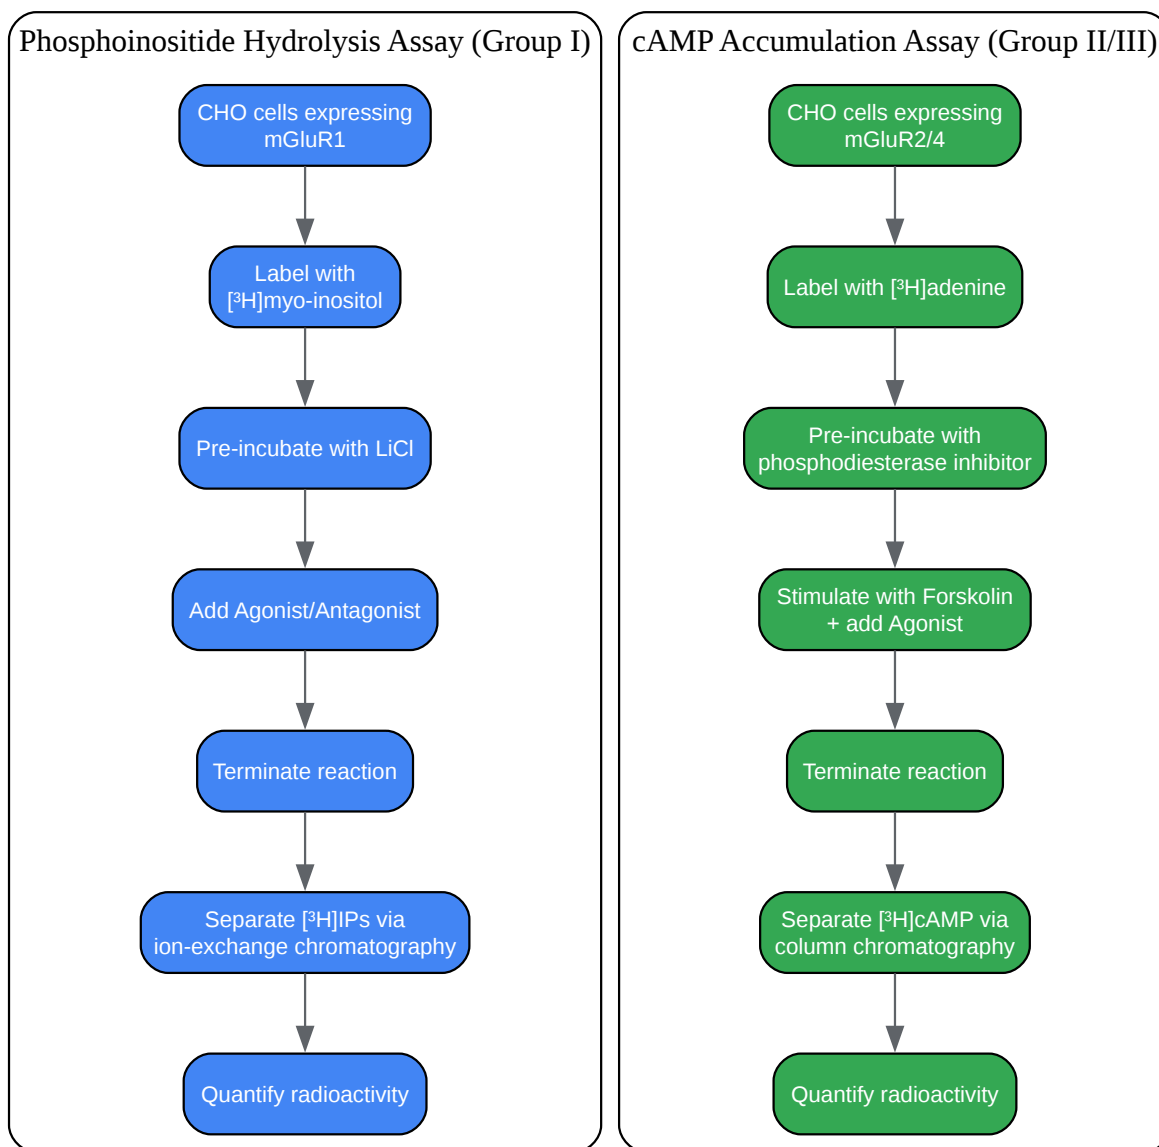 Phosphoinositide Hydrolysis Assay (Group I)
CHO cells expressing
mGluR1
Label with
[³H]myo-inositol
Pre-incubate with LiCl
Add Agonist/Antagonist
Terminate reaction
Separate [³H]IPs via
ion-exchange chromatography
Quantify radioactivity
cAMP Accumulation Assay (Group II/III)
CHO cells expressing
mGluR2/4
Label with [³H]adenine
Pre-incubate with
phosphodiesterase inhibitor
Stimulate with Forskolin
+ add Agonist
Terminate reaction
Separate [³H]cAMP via
column chromatography
Quantify radioactivity